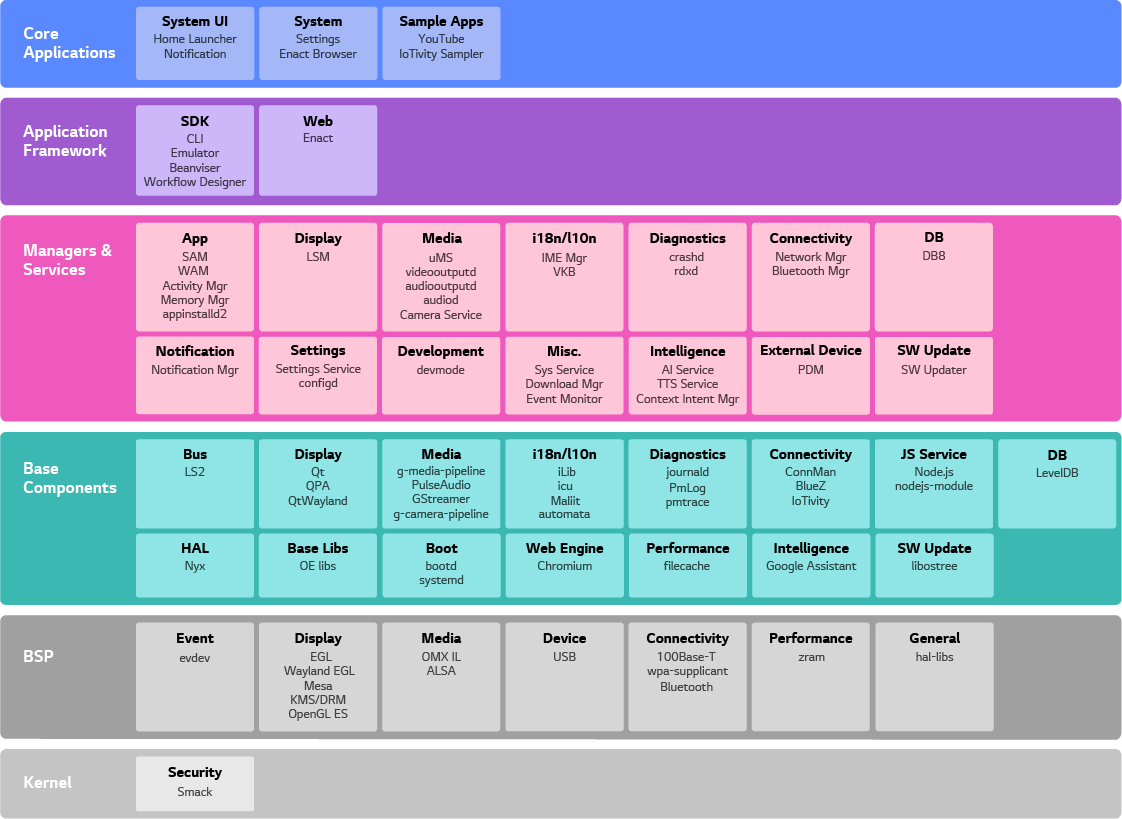 Core
Applications
System UI
Home Launcher
Notification
System
Settings
Enact Browser
Sample Apps
YouTube
IoTivity Sampler
Application
Framework
SDK
CLI
Emulator
Beanviser
Workflow Designer
Web
Enact
Managers &
Services
App
SAM
WAM
Activity Mgr
Memory Mgr
appinstalld2
Display
LSM
Media
uMS
videooutputd
audiooutputd
audiod
Camera Service
i18n/l10n
IME Mgr
VKB
Diagnostics
crashd
rdxd
Connectivity
Network Mgr
Bluetooth Mgr
DB
DB8
Notification
Notification Mgr
Settings
Settings Service
configd
Development
devmode
Misc.
Sys Service
Download Mgr
Event Monitor
Intelligence
AI Service
TTS Service
Context Intent Mgr
External Device
PDM
SW Update
SW Updater
Base
Components
Bus
LS2
Display
Qt
QPA
QtWayland
Media
g-media-pipeline
PulseAudio
GStreamer
g-camera-pipeline
i18n/l10n
iLib
icu
Maliit
automata
Diagnostics
journald
PmLog
pmtrace
Connectivity
ConnMan
BlueZ
IoTivity
JS Service
Node.js
nodejs-module
DB
LevelDB
HAL
Nyx
Base Libs
OE libs
Boot
bootd
systemd
Web Engine
Chromium
Performance
filecache
Intelligence
Google Assistant
SW Update
libostree
BSP
Event
evdev
Display
EGL
Wayland EGL
Mesa
KMS/DRM
OpenGL ES
Media
OMX IL
ALSA
Device
USB
Connectivity
100Base-T
wpa-supplicant
Bluetooth
Performance
zram
General
hal-libs
Kernel
Security
Smack